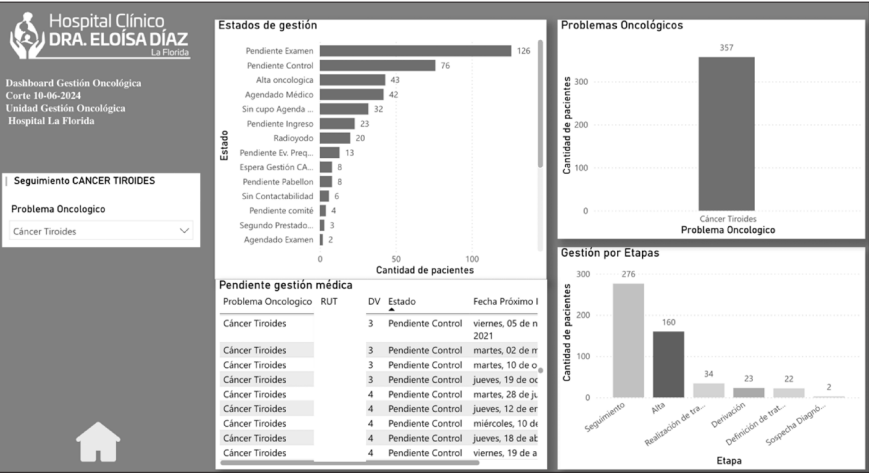 Hospital Clínico
DRA. ELOÍSA DÍAZ
La Florida
Dashboard Gestión Oncológica
Corte 10-06-2024
Unidad Gestión Oncológica
Hospital La Florida
Seguimiento CANCER TIROIDES
Problema Oncologico
Cáncer Tiroides
Estados de gestión
Estado
Pendiente Examen 126
Pendiente Control 76
Alta oncologica 43
Agendado Médico 42
Sin cupo Agenda ... 32
Pendiente Ingreso 23
Radioyodo 20
Pendiente Ev. Preq... 13
Espera Gestión CA... 8
Pendiente Pabellon 8
Sin Contactabilidad 6
Pendiente comité 4
Segundo Prestado... 3
Agendado Examen 2
0 50 100
Cantidad de pacientes
Pendiente gestión médica
Problema Oncologico RUT DV Estado Fecha Próximo I
Cáncer Tiroides 3 Pendiente Control viernes, 05 de n
2021
Cáncer Tiroides 3 Pendiente Control martes, 02 de m
Cáncer Tiroides 3 Pendiente Control martes, 10 de o
Cáncer Tiroides 3 Pendiente Control jueves, 19 de oc
Cáncer Tiroides 4 Pendiente Control martes, 28 de ju
Cáncer Tiroides 4 Pendiente Control jueves, 12 de er
Cáncer Tiroides 4 Pendiente Control miércoles, 10 de
Cáncer Tiroides 4 Pendiente Control jueves, 18 de ab
Cáncer Tiroides 4 Pendiente Control viernes, 19 de a
Problemas Oncológicos
Cantidad de pacientes
357
300
200
100
0
Cáncer Tiroides
Problema Oncologico
Gestión por Etapas
Cantidad de pacientes
300
200
100
0
276 160 34 23 22 2
Seguimiento
Alta
Realización de tra...
Derivación
Definición de trat...
Sospecha Diagnó...
Etapa